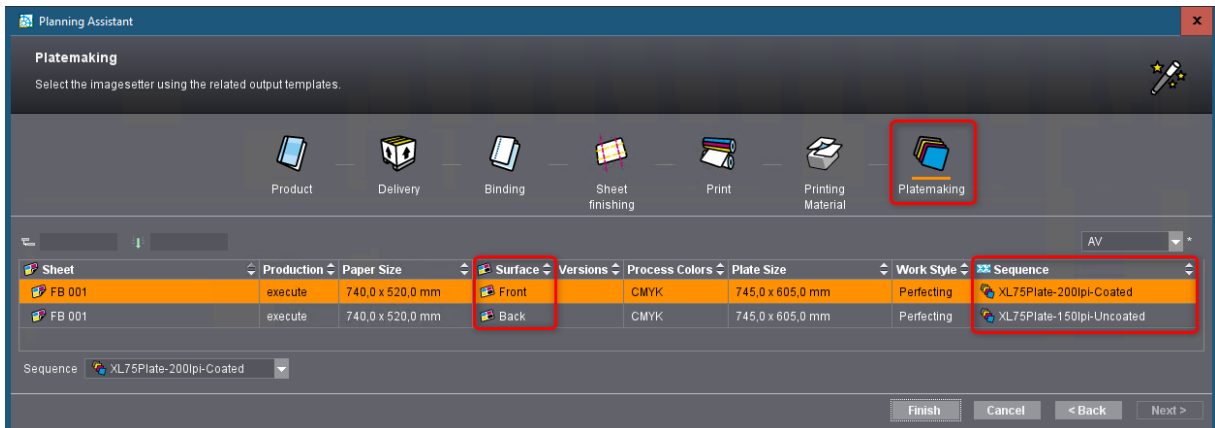 Planning Assistant
x
Platemaking
Select the imagesetter using the related output templates.
Product
Delivery
Binding
Sheet
finishing
Print
Printing
Material
Platemaking
AV
*
Sheet Production Paper Size Surface Versions Process Colors Plate Size Work Style Sequence
FB 001 execute 740,0 x 520,0 mm Front CMYK 745,0 x 605,0 mm Perfecting XL75Plate-200lpi-Coated
FB 001 execute 740,0 x 520,0 mm Back CMYK 745,0 x 605,0 mm Perfecting XL75Plate-150lpi-Uncoated
Sequence XL75Plate-200lpi-Coated
Finish Cancel < Back Next >